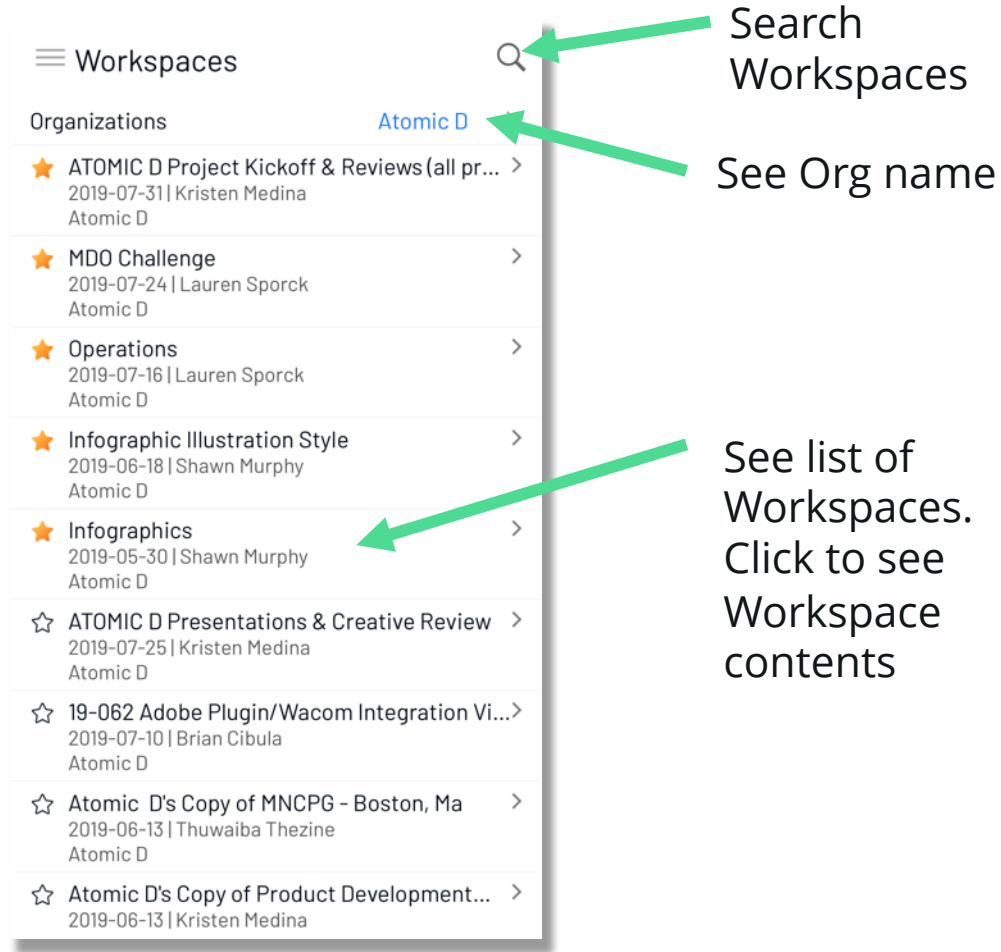 Workspaces
Organizations Atomic D
ATOMIC D Project Kickoff & Reviews (all pr...
2019-07-31 | Kristen Medina
Atomic D
MDO Challenge
2019-07-24 | Lauren Sporck
Atomic D
Operations
2019-07-16 | Lauren Sporck
Atomic D
Infographic Illustration Style
2019-06-18 | Shawn Murphy
Atomic D
Infographics
2019-05-30 | Shawn Murphy
Atomic D
ATOMIC D Presentations & Creative Review
2019-07-25 | Kristen Medina
Atomic D
19-062 Adobe Plugin/Wacom Integration Vi...
2019-07-10 | Brian Cibula
Atomic D
Atomic D's Copy of MNCPG - Boston, Ma
2019-06-13 | Thuwaiba Thezine
Atomic D
Atomic D's Copy of Product Development...
2019-06-13 | Kristen Medina
Search
Workspaces
See Org name
See list of
Workspaces.
Click to see
Workspace
contents